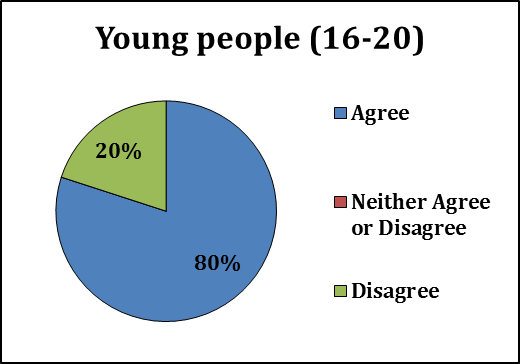 Young people (16-20)
Agree
20%
Neither Agree
or Disagree
80%
Disagree